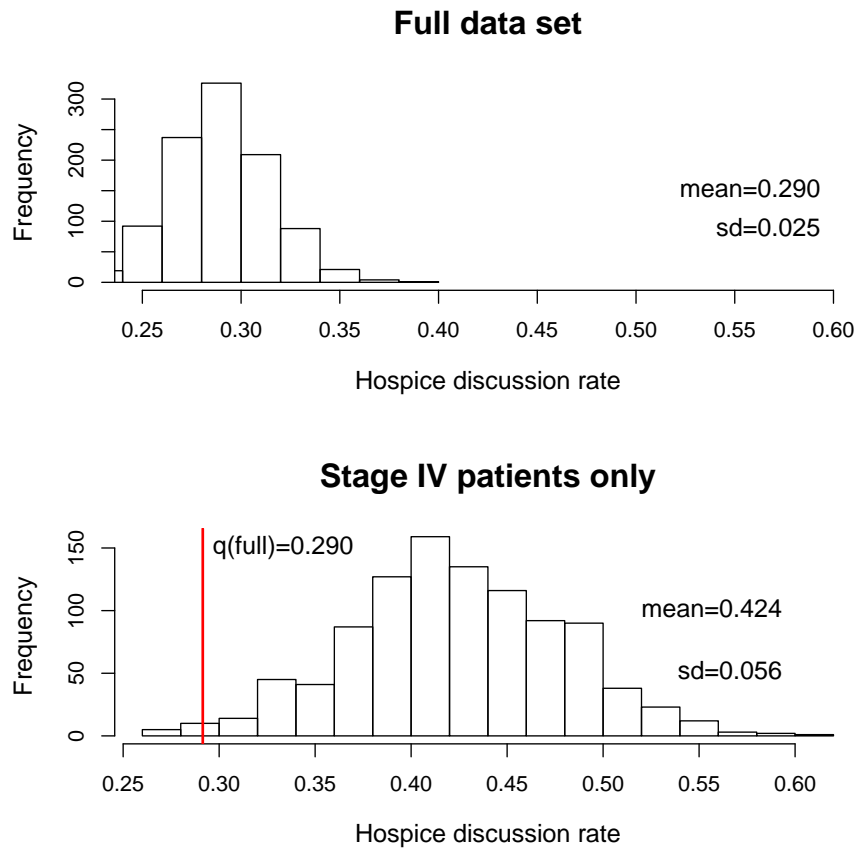 Full data set
Frequency
300
200
100
0
mean=0.290
sd=0.025
0.25 0.30 0.35 0.40 0.45 0.50 0.55 0.60
Hospice discussion rate
Stage IV patients only
Frequency
150
100
50
0
q(full)=0.290
mean=0.424
sd=0.056
0.25 0.30 0.35 0.40 0.45 0.50 0.55 0.60
Hospice discussion rate